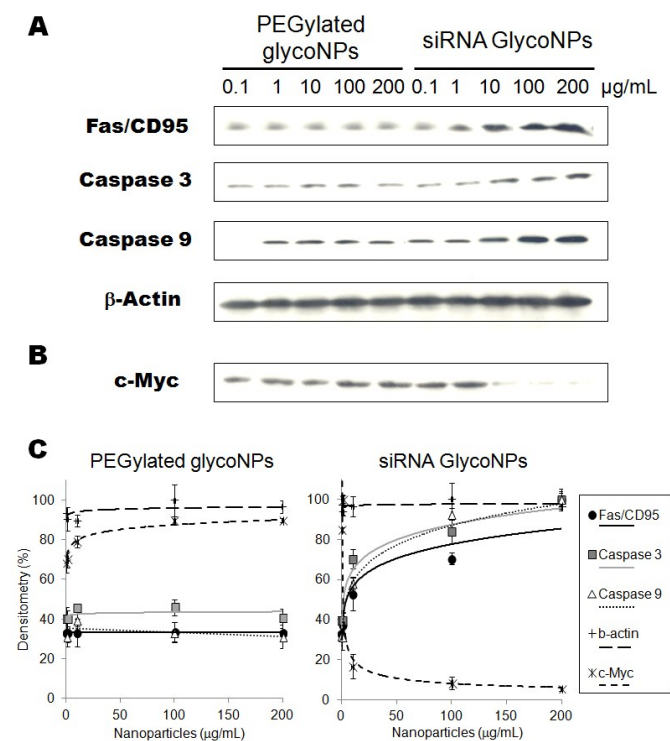 A
PEGylated glycoNPs
siRNA GlycoNPs
0.1 1 10 100 200 0.1 1 10 100 200 μg/mL
Fas/CD95
Caspase 3
Caspase 9
β-Actin
B
c-Myc
C
PEGylated glycoNPs
siRNA GlycoNPs
Densitometry (%)
100
80
60
40
20
0
0 50 100 150 200
Nanoparticles (μg/mL)
100
80
60
40
20
0
0 50 100 150 200
Nanoparticles (μg/mL)
Fas/CD95
Caspase 3
Caspase 9
b-actin
c-Myc